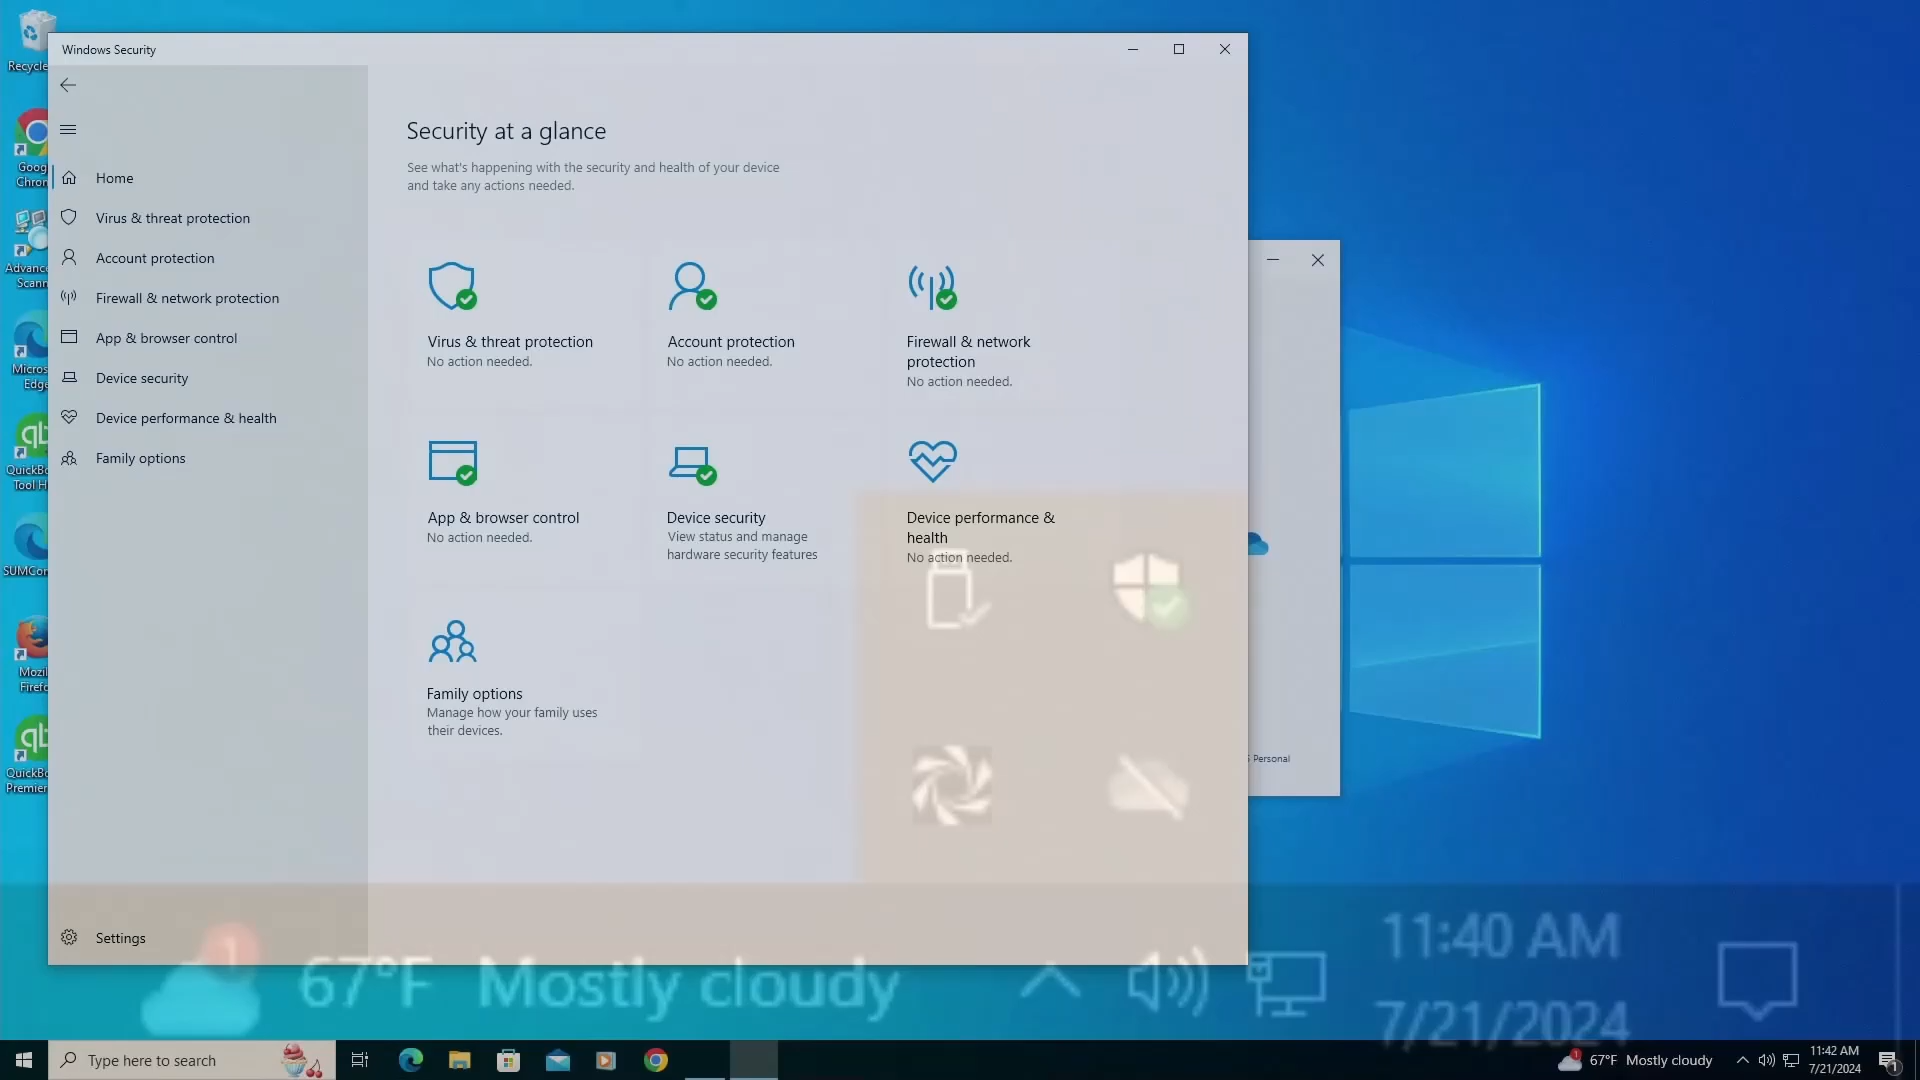 Windows Security
Recycle
Goog
Chron
Advanc
Scann
Micros
Edge
QuickBo
Tool H
SUMCon
Mozil
Firefo
QuickBo
Premier
Home
Virus & threat protection
Account protection
Firewall & network protection
App & browser control
Device security
Device performance & health
Family options
Settings
Security at a glance
See what's happening with the security and health of your device
and take any actions needed.
Virus & threat protection
No action needed.
Account protection
No action needed.
Firewall & network
protection
No action needed.
App & browser control
No action needed.
Device security
View status and manage
hardware security features
Device performance &
health
No action needed.
Family options
Manage how your family uses
their devices.
Personal
1
67°F Mostly cloudy
11:40 AM
7/21/2024
Type here to search
1
67°F Mostly cloudy
11:42 AM
7/21/2024
1